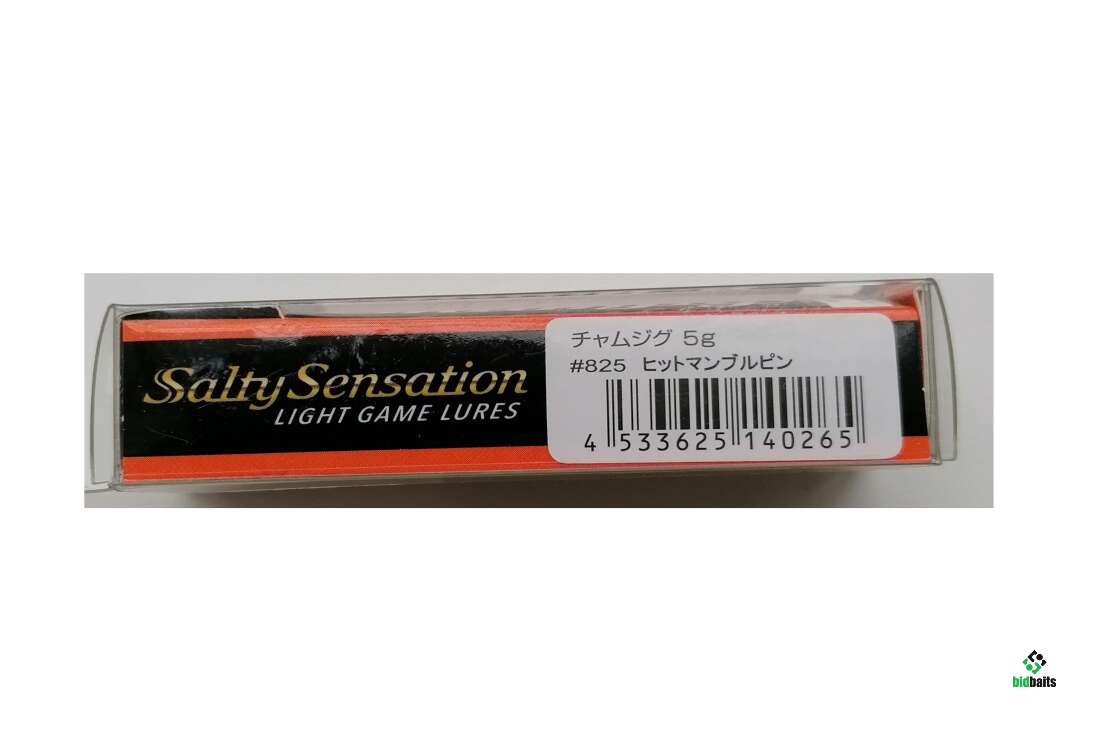 Salty Sensation
LIGHT GAME LURES
チャムジグ 5g
#825 ヒットマンブルピン
4 533625 140265
bidbaits